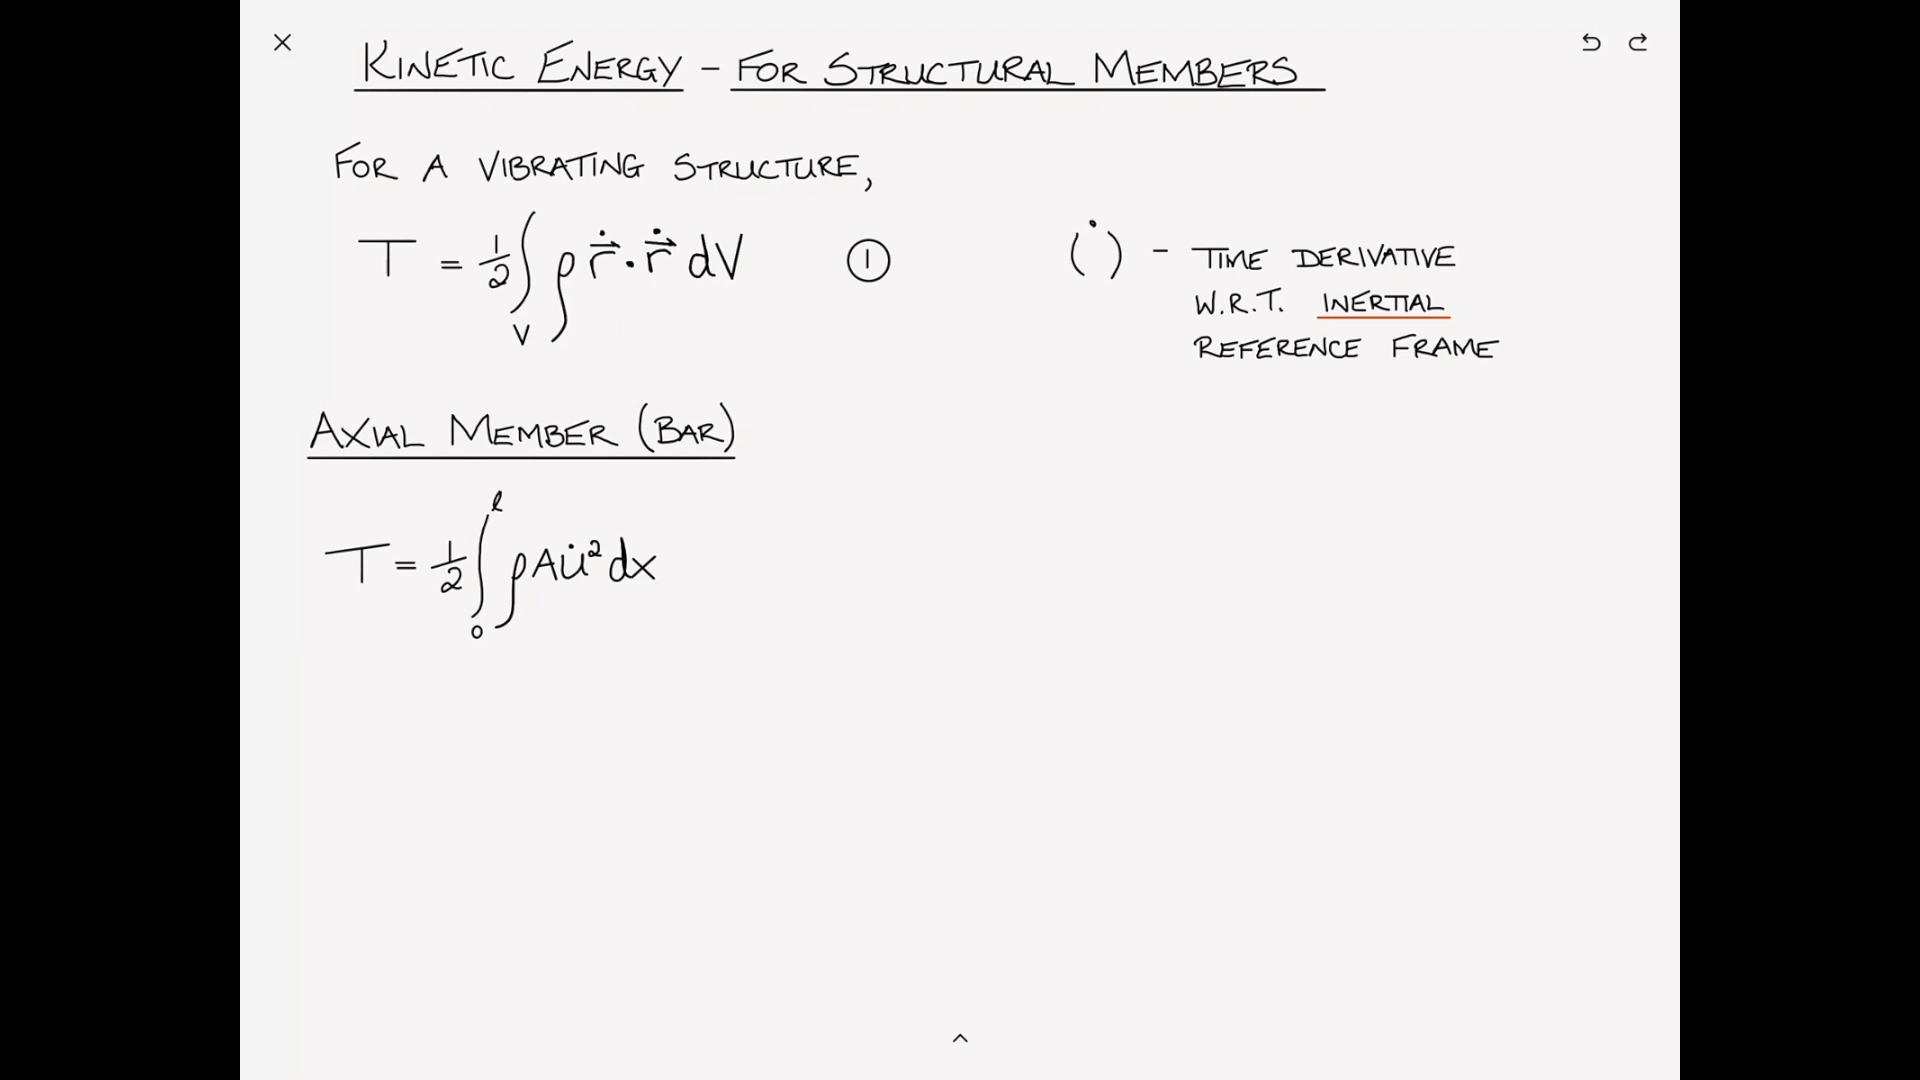 KINETIC ENERGY - FOR STRUCTURAL MEMBERS
FOR A VIBRATING STRUCTURE,
T = 1/2 ∫_V ρ ṙ⃗ · ṙ⃗ dV ①
( ˙ ) - TIME DERIVATIVE
W.R.T. INERTIAL
REFERENCE FRAME
AXIAL MEMBER (BAR)
T = 1/2 ∫_0^ℓ ρAu̇² dx